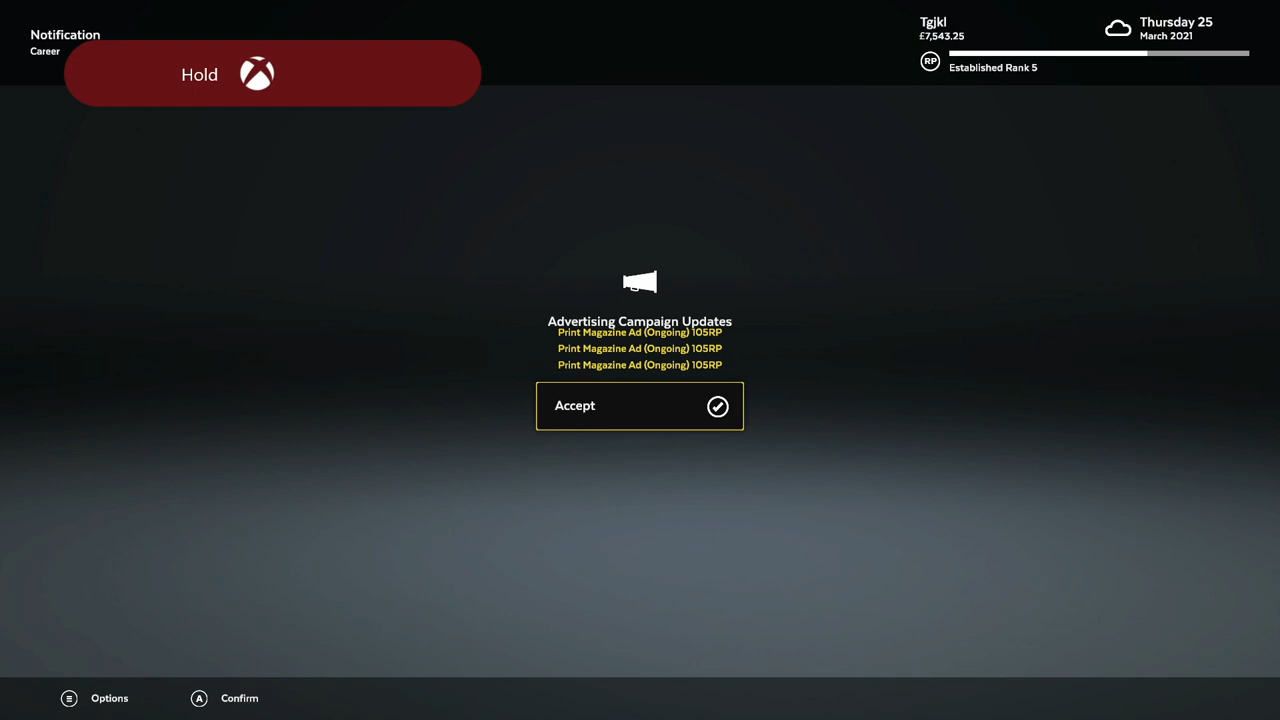 Notification
Career
Hold
Tgjkl
£7,543.25
Thursday 25
March 2021
RP
Established Rank 5
Advertising Campaign Updates
Print Magazine Ad (Ongoing) 105RP
Print Magazine Ad (Ongoing) 105RP
Print Magazine Ad (Ongoing) 105RP
Accept
Options
A Confirm